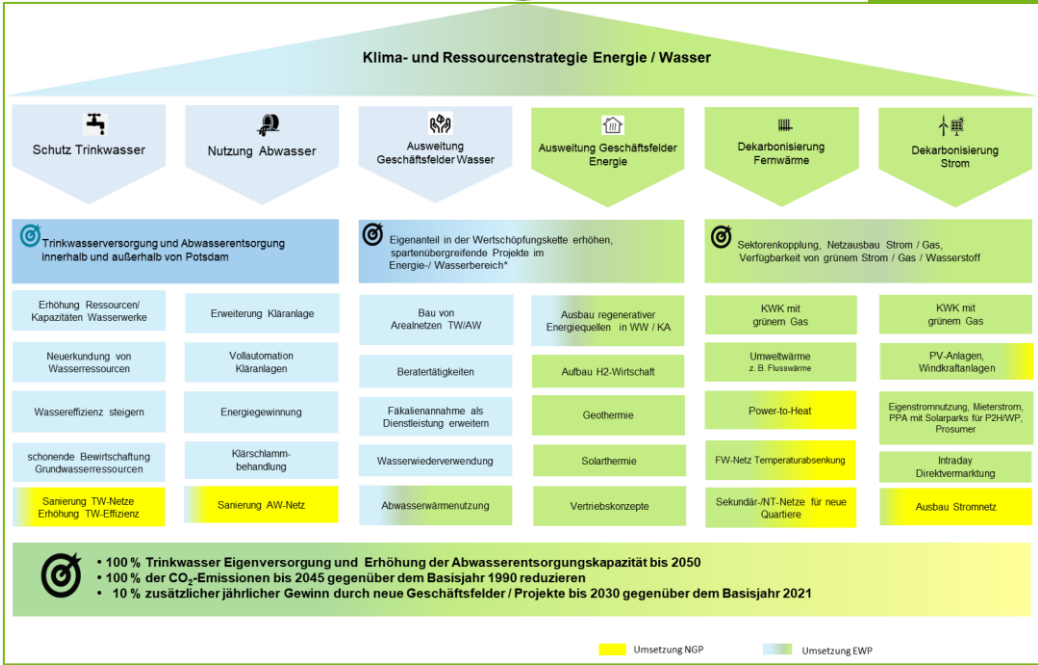 Klima- und Ressourcenstrategie Energie / Wasser
Schutz Trinkwasser
Nutzung Abwasser
Ausweitung
Geschäftsfelder Wasser
Ausweitung Geschäftsfelder
Energie
Dekarbonisierung
Fernwärme
Dekarbonisierung
Strom
Trinkwasserversorgung und Abwasserentsorgung
innerhalb und außerhalb von Potsdam
Eigenanteil in der Wertschöpfungskette erhöhen,
spartenübergreifende Projekte im
Energie-/ Wasserbereich*
Sektorenkopplung, Netzausbau Strom / Gas,
Verfügbarkeit von grünem Strom / Gas / Wasserstoff
Erhöhung Ressourcen/
Kapazitäten Wasserwerke
Neuerkundung von
Wasserressourcen
Wassereffizienz steigern
schonende Bewirtschaftung
Grundwasserressourcen
Sanierung TW-Netze
Erhöhung TW-Effizienz
Erweiterung Kläranlage
Vollautomation
Kläranlagen
Energiegewinnung
Klärschlamm-
behandlung
Sanierung AW-Netz
Bau von
Arealnetzen TW/AW
Beratertätigkeiten
Fäkalienannahme als
Dienstleistung erweitern
Wasserwiederverwendung
Abwasserwärmenutzung
Ausbau regenerativer
Energiequellen in WW / KA
Aufbau H2-Wirtschaft
Geothermie
Solarthermie
Vertriebskonzepte
KWK mit
grünem Gas
Umweltwärme
z. B. Flusswärme
Power-to-Heat
FW-Netz Temperaturabsenkung
Sekundär-/NT-Netze für neue
Quartiere
KWK mit
grünem Gas
PV-Anlagen,
Windkraftanlagen
Eigenstromnutzung, Mieterstrom,
PPA mit Solarparks für P2H/WP,
Prosumer
Intraday
Direktvermarktung
Ausbau Stromnetz
• 100 % Trinkwasser Eigenversorgung und Erhöhung der Abwasserentsorgungskapazität bis 2050
• 100 % der CO₂-Emissionen bis 2045 gegenüber dem Basisjahr 1990 reduzieren
• 10 % zusätzlicher jährlicher Gewinn durch neue Geschäftsfelder / Projekte bis 2030 gegenüber dem Basisjahr 2021
Umsetzung NGP
Umsetzung EWP